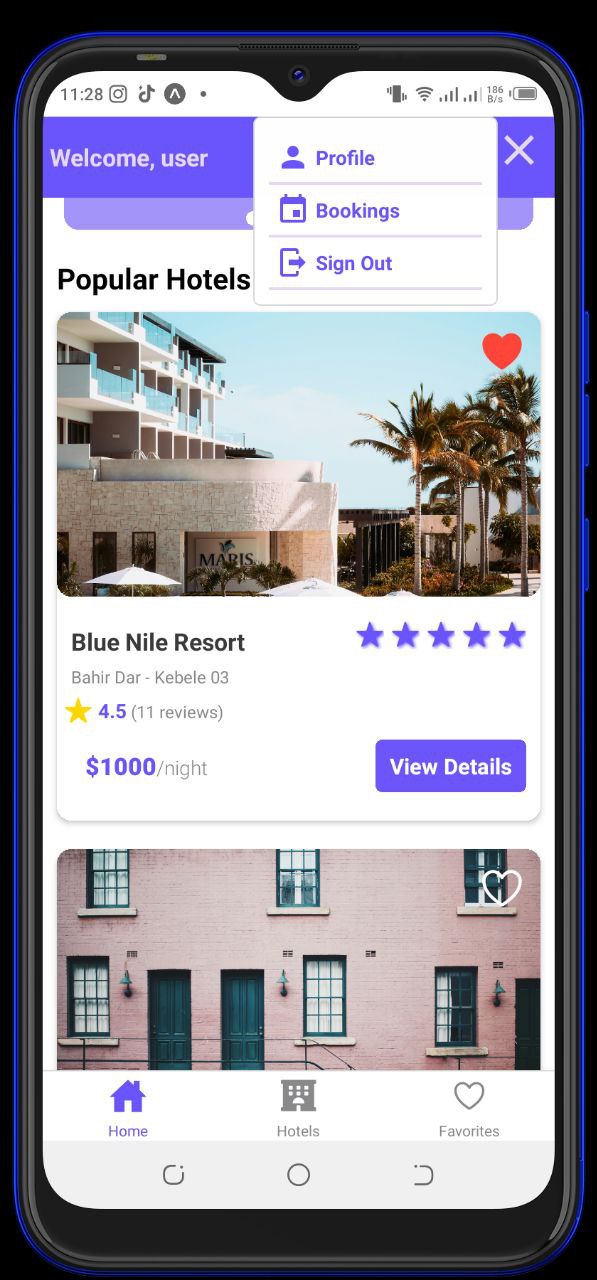 11:28
186
B/s
Welcome, user
Profile
Bookings
Sign Out
Popular Hotels
MARIS
Blue Nile Resort
Bahir Dar - Kebele 03
4.5 (11 reviews)
$1000/night
View Details
Home
Hotels
Favorites